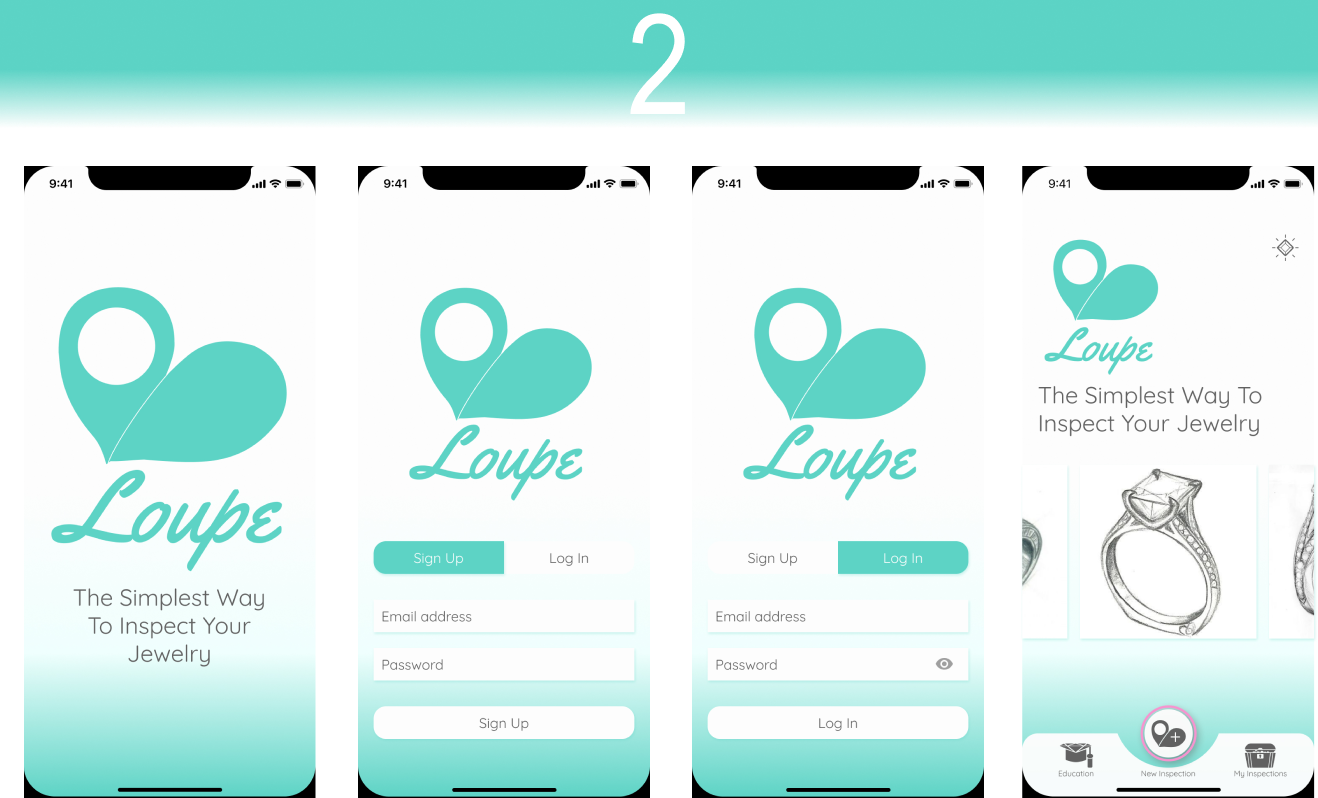 2
9:41
Loupe
The Simplest Way
To Inspect Your
Jewelry
9:41
Loupe
Sign Up Log In
Email address
Password
Sign Up
9:41
Loupe
Sign Up Log In
Email address
Password
Log In
9:41
Loupe
The Simplest Way To
Inspect Your Jewelry
Education New Inspection My Inspections